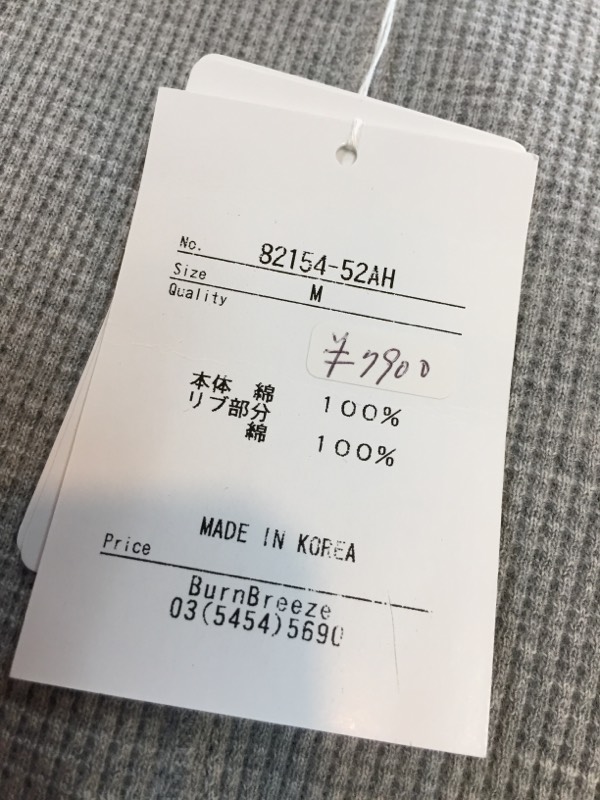 No. 82154-52AH
Size M
Quality
¥7900
本体 綿 100%
リブ部分
綿 100%
MADE IN KOREA
Price
BurnBreeze
03(5454)5690